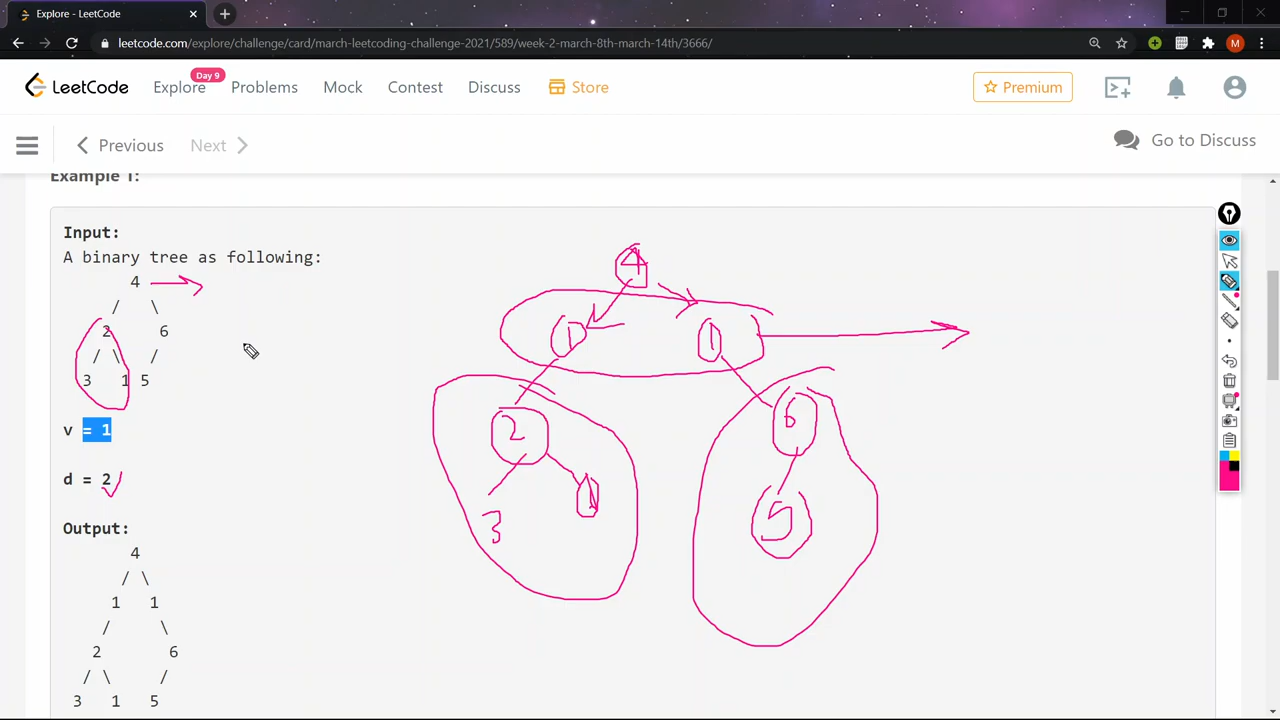 Explore - LeetCode
leetcode.com/explore/challenge/card/march-leetcoding-challenge-2021/589/week-2-march-8th-march-14th/3666/
M
LeetCode Explore Day 9 Problems Mock Contest Discuss Store Premium
Previous Next Go to Discuss
Example 1:
Input:
A binary tree as following:
4
/ \
2 6
/ \ /
3 1 5
v = 1
d = 2
Output:
4
/ \
1 1
/ \
2 6
/ \ /
3 1 5
4
1 1
2 6
3 1 5